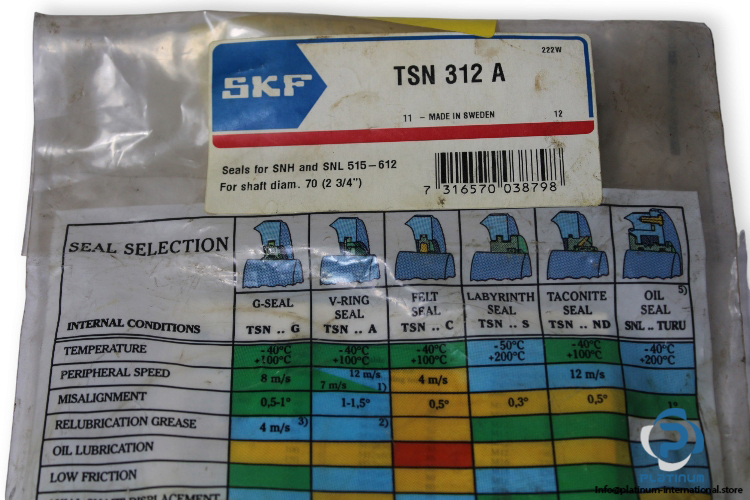 222W
SKF
TSN 312 A
11 – MADE IN SWEDEN 12
Seals for SNH and SNL 515–612
For shaft diam. 70 (2 3/4")
7 316570 038798
SEAL SELECTION
INTERNAL CONDITIONS
G-SEAL
TSN .. G
V-RING
SEAL
TSN .. A
FELT
SEAL
TSN .. C
LABYRINTH
SEAL
TSN .. S
TACONITE
SEAL
TSN .. ND
OIL 5)
SEAL
SNL .. TURU
TEMPERATURE -40°C +100°C -40°C +100°C -40°C +100°C -50°C +200°C -40°C +100°C -40°C +200°C
PERIPHERAL SPEED 8 m/s 7 m/s 12 m/s 1) 4 m/s 12 m/s
MISALIGNMENT 0,5-1° 1-1,5° 0,5° 0,3° 0,5° 1°
RELUBRICATION GREASE 4 m/s 3) 2)
OIL LUBRICATION
LOW FRICTION
info@platinum-international.store